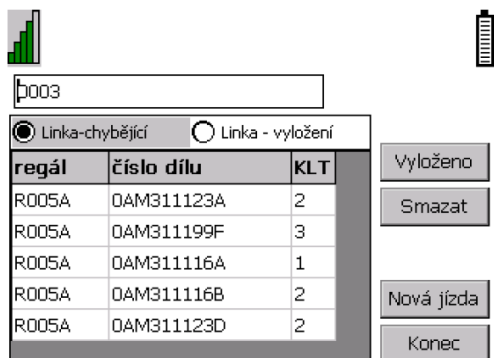 b003
Linka-chybějící Linka - vyložení
regál číslo dílu KLT
R005A 0AM311123A 2
R005A 0AM311199F 3
R005A 0AM311116A 1
R005A 0AM311116B 2
R005A 0AM311123D 2
Vyloženo
Smazat
Nová jízda
Konec